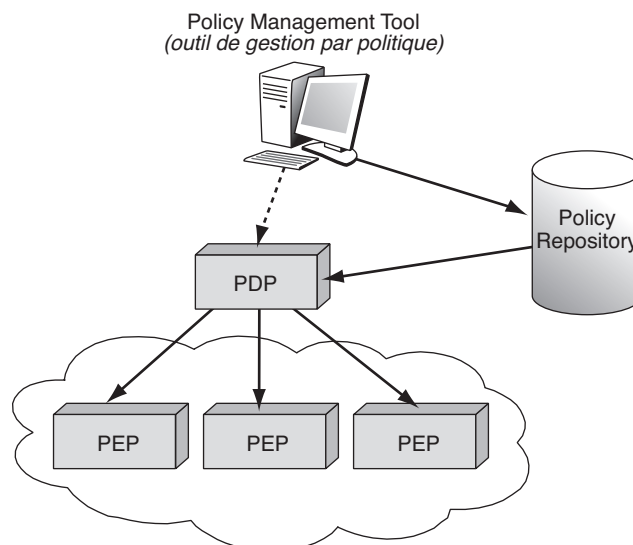 Policy Management Tool
(outil de gestion par politique)
Policy
Repository
PDP
PEP
PEP
PEP